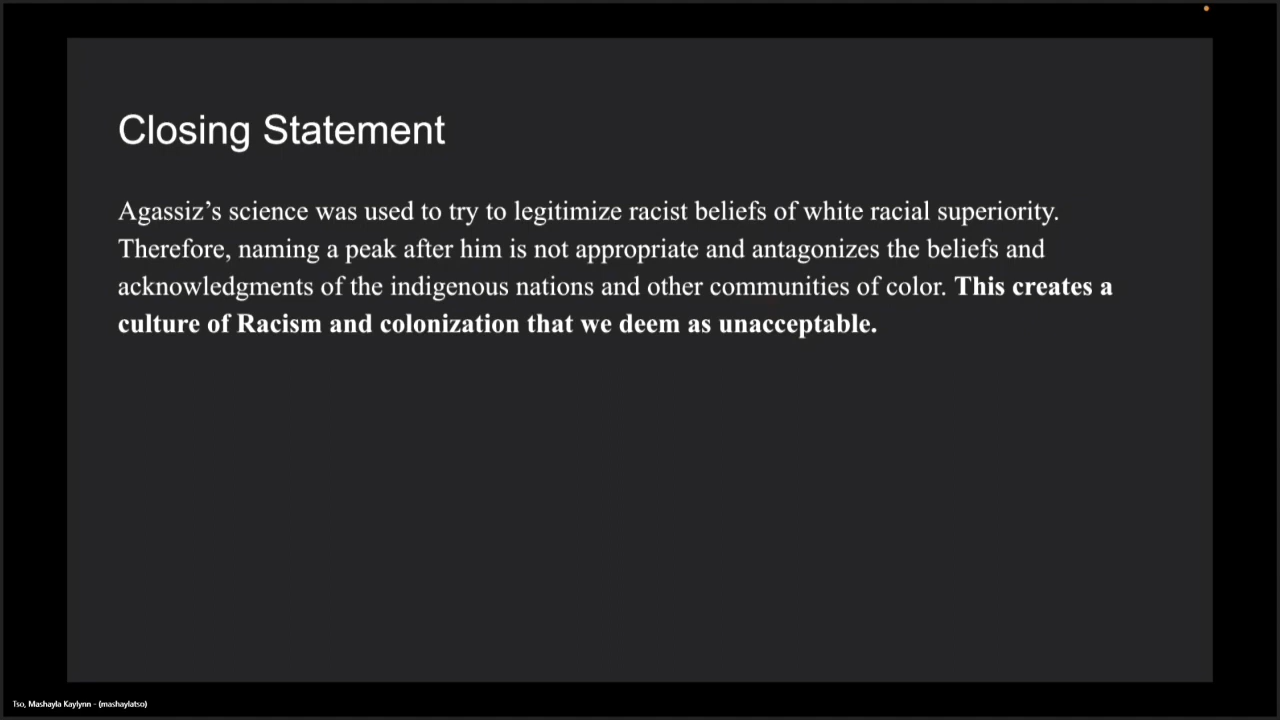 Closing Statement
Agassiz’s science was used to try to legitimize racist beliefs of white racial superiority.
Therefore, naming a peak after him is not appropriate and antagonizes the beliefs and
acknowledgments of the indigenous nations and other communities of color. This creates a
culture of Racism and colonization that we deem as unacceptable.
Tso, Mashayla Kaylynn - (mashaylatso)